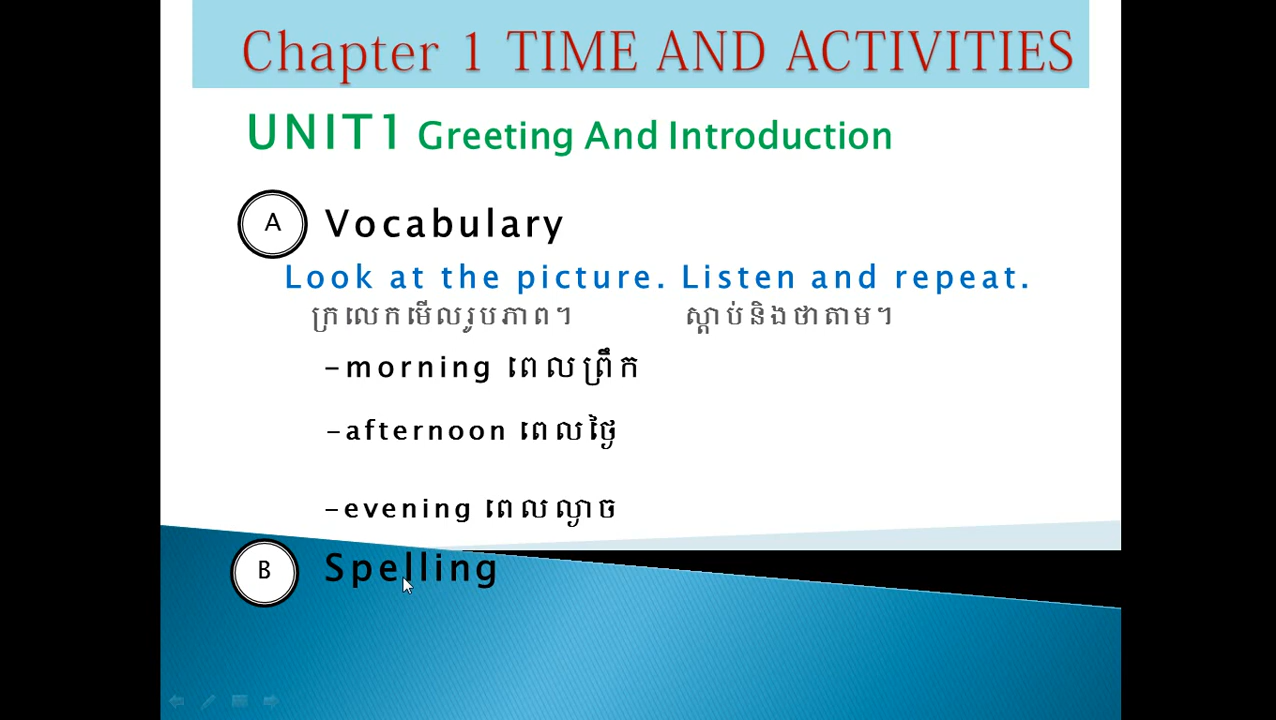 Chapter 1 TIME AND ACTIVITIES
UNIT1 Greeting And Introduction
A Vocabulary
Look at the picture. Listen and repeat.
ក្រលេកមើលរូបភាព។ ស្តាប់និងថាតាម។
-morning ពេលព្រឹក
-afternoon ពេលថ្ងៃ
-evening ពេលល្ងាច
B Spelling